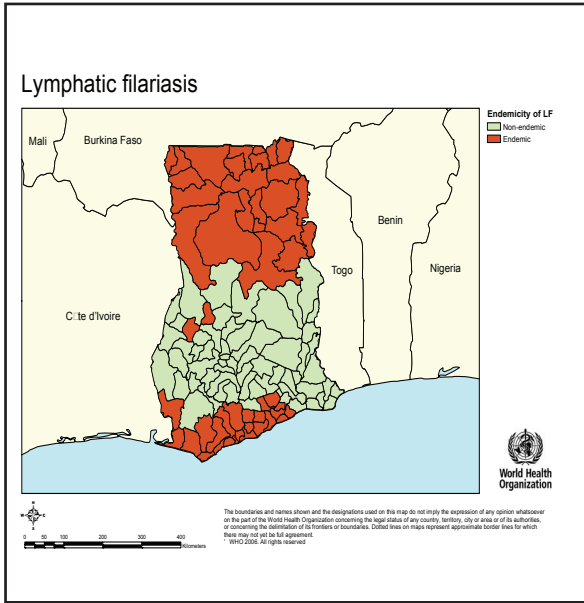 Lymphatic filariasis
Endemicity of LF
Non-endemic
Endemic
Mali
Burkina Faso
Benin
Togo
Nigeria
C□te d'Ivoire
World Health
Organization
N
W
E
S
0 50 100 200 300 400
Kilometers
The boundaries and names shown and the designations used on this map do not imply the expression of any opinion whatsoever
on the part of the World Health Organization concerning the legal status of any country, territory, city or area or of its authorities,
or concerning the delimitation of its frontiers or boundaries. Dotted lines on maps represent approximate border lines for which
there may not yet be full agreement.
' WHO 2006. All rights reserved